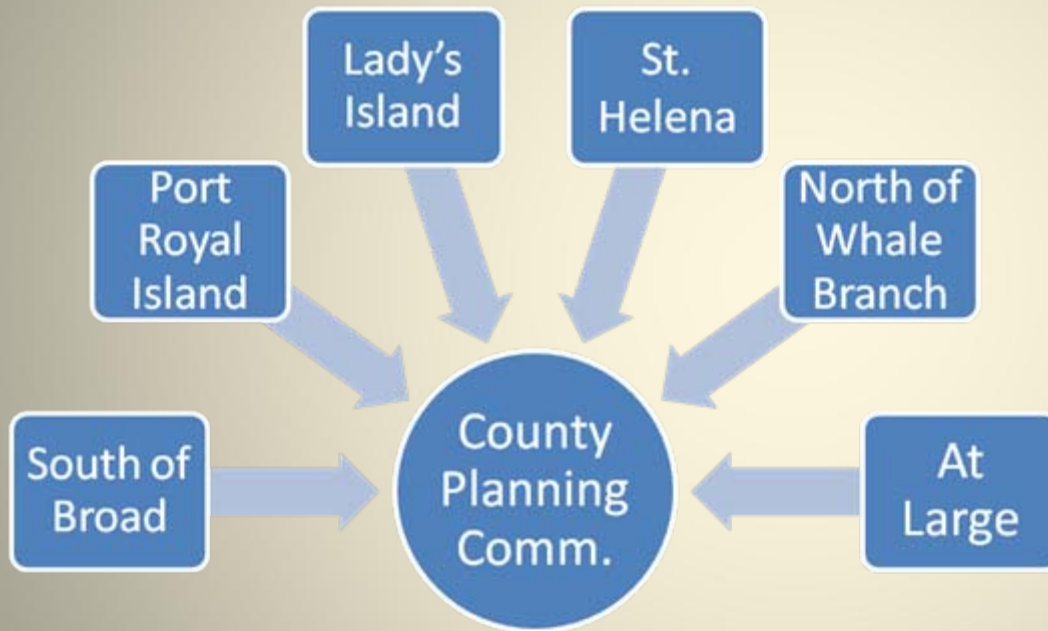 Lady's
Island
St.
Helena
Port
Royal
Island
North of
Whale
Branch
South of
Broad
County
Planning
Comm.
At
Large